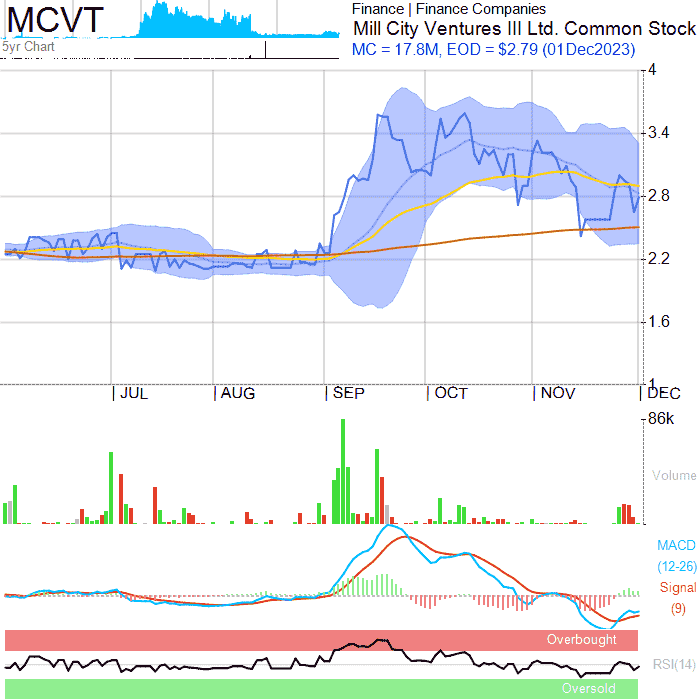 MCVT
5yr Chart
Finance | Finance Companies
Mill City Ventures III Ltd. Common Stock
MC = 17.8M, EOD = $2.79 (01Dec2023)
4
3.4
2.8
2.2
1.6
1
JUL AUG SEP OCT NOV DEC
86k
Volume
MACD
(12-26)
Signal
(9)
Overbought
RSI(14)
Oversold